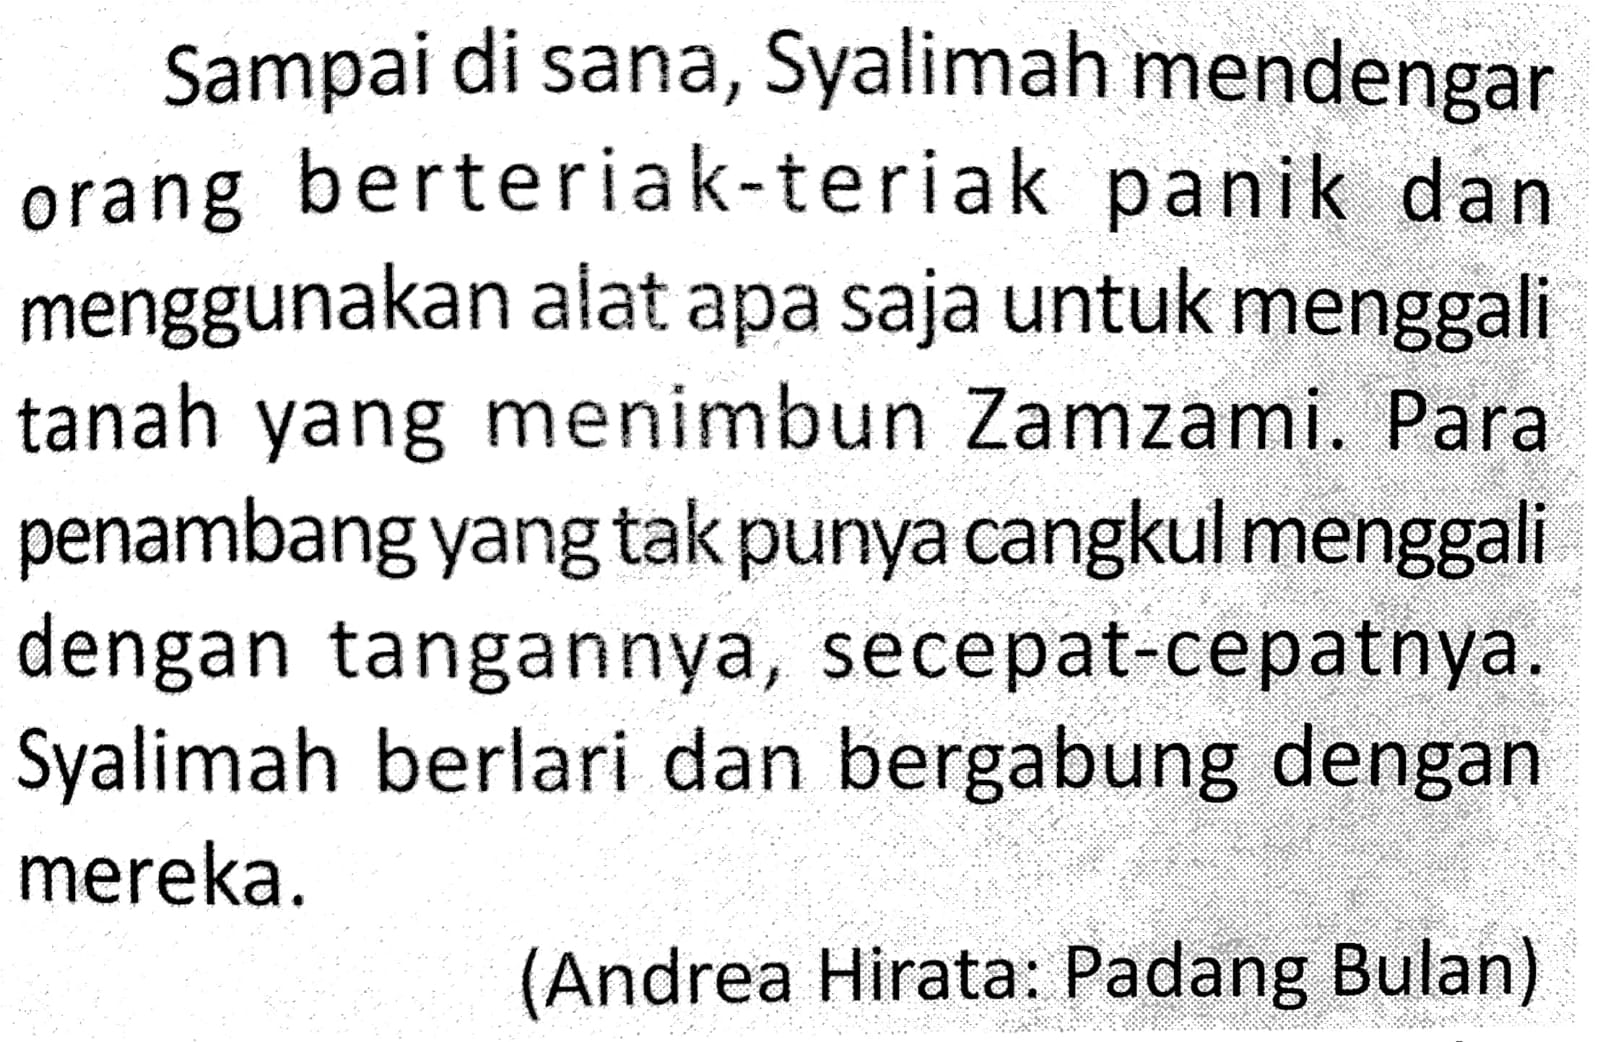 Sampai di sana, Syalimah mendengar
orang berteriak-teriak panik dan
menggunakan alat apa saja untuk menggali
tanah yang menimbun Zamzami. Para
penambang yang tak punya cangkul menggali
dengan tangannya, secepat-cepatnya.
Syalimah berlari dan bergabung dengan
mereka.
(Andrea Hirata: Padang Bulan)